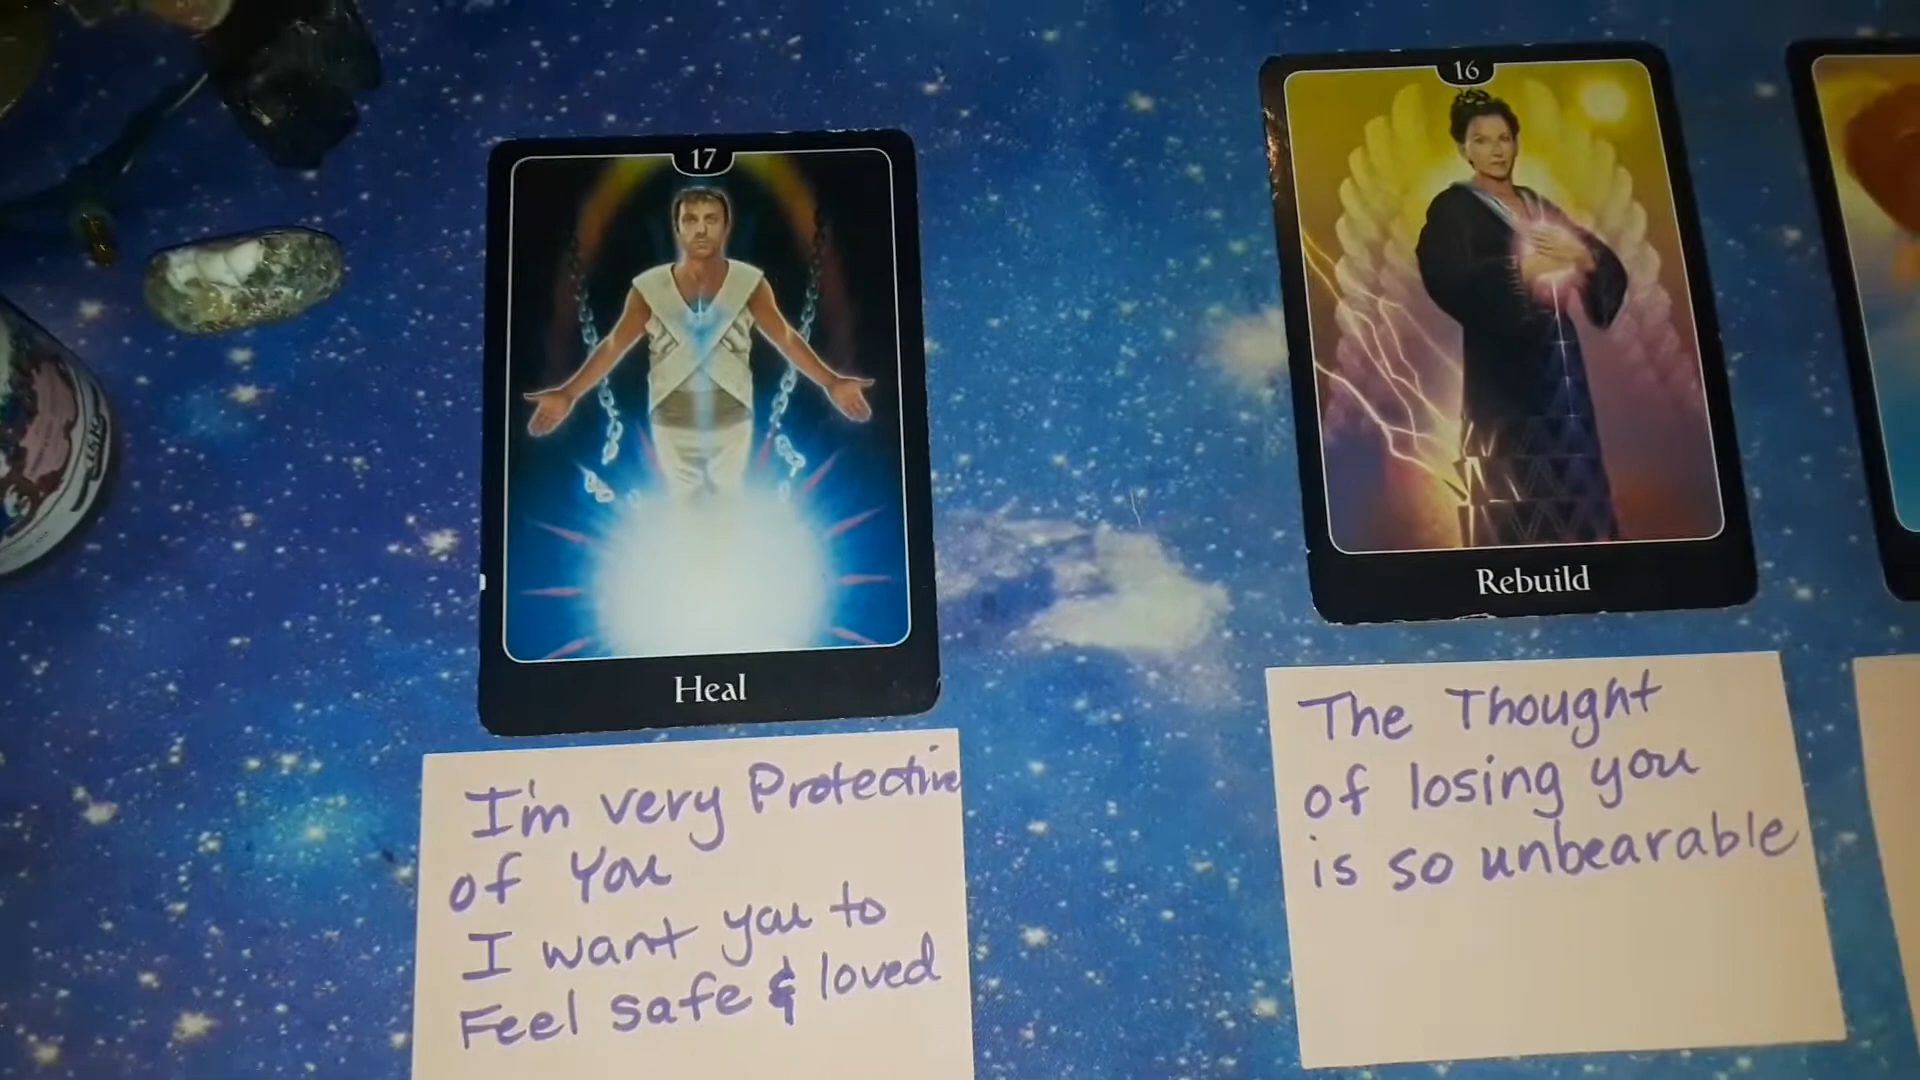 17
Heal
I'm very Protective
of You
I want you to
Feel safe & loved
16
Rebuild
The Thought
of losing you
is so unbearable